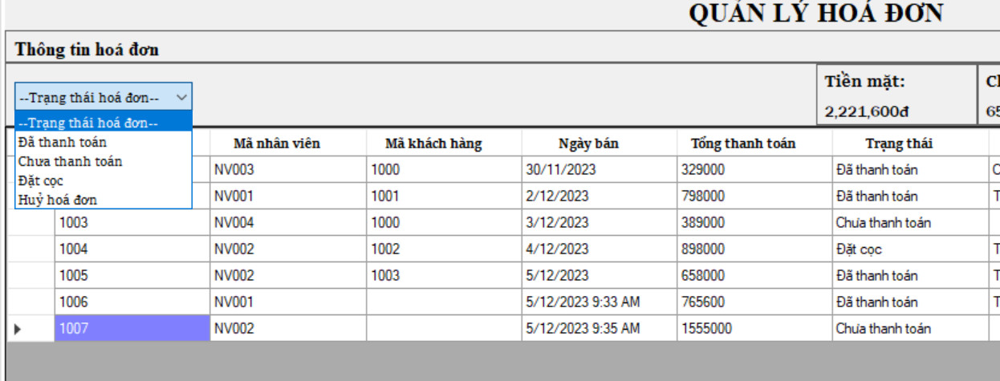 QUẢN LÝ HOÁ ĐƠN
Thông tin hoá đơn
--Trạng thái hoá đơn--
Tiền mặt:
2,221,600đ
--Trạng thái hoá đơn--
Đã thanh toán
Chưa thanh toán
Đặt cọc
Huỷ hoá đơn
Mã nhân viên Mã khách hàng Ngày bán Tổng thanh toán Trạng thái
NV003 1000 30/11/2023 329000 Đã thanh toán
NV001 1001 2/12/2023 798000 Đã thanh toán
1003 NV004 1000 3/12/2023 389000 Chưa thanh toán
1004 NV002 1002 4/12/2023 898000 Đặt cọc
1005 NV002 1003 5/12/2023 658000 Đã thanh toán
1006 NV001 5/12/2023 9:33 AM 765600 Đã thanh toán
1007 NV002 5/12/2023 9:35 AM 1555000 Chưa thanh toán